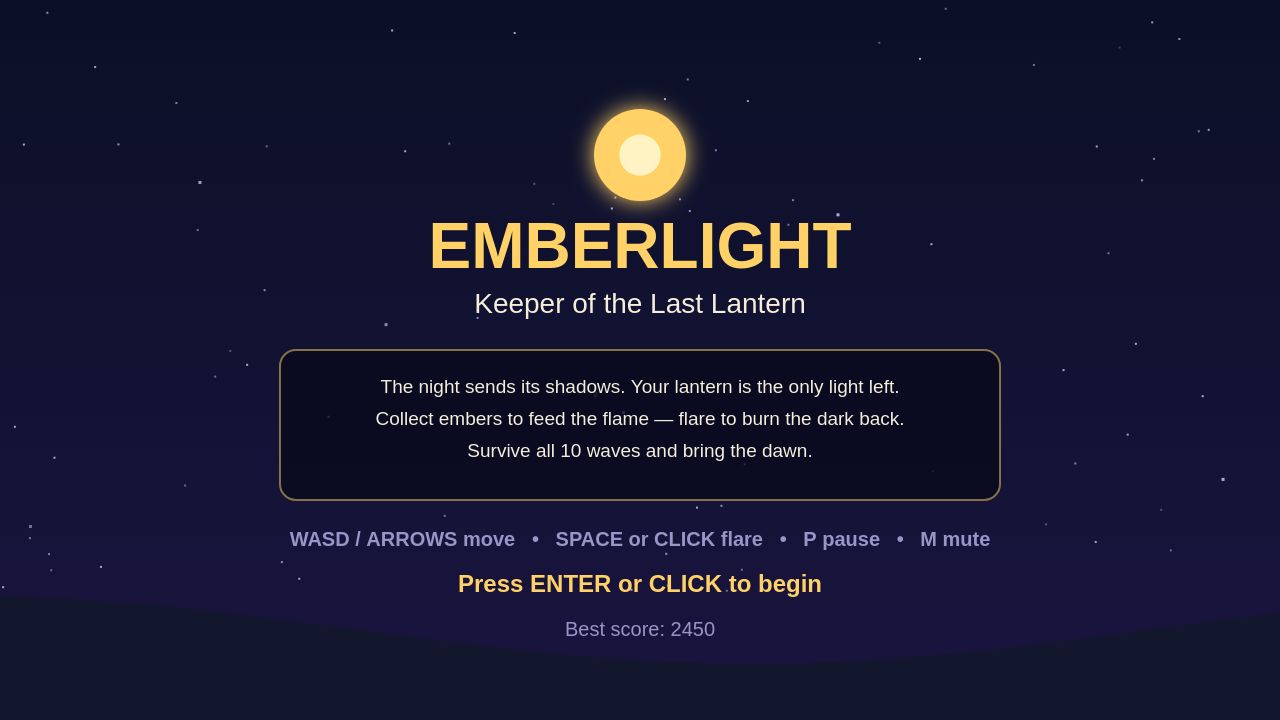 EMBERLIGHT
Keeper of the Last Lantern
The night sends its shadows. Your lantern is the only light left.
Collect embers to feed the flame — flare to burn the dark back.
Survive all 10 waves and bring the dawn.
WASD / ARROWS move • SPACE or CLICK flare • P pause • M mute
Press ENTER or CLICK to begin
Best score: 2450